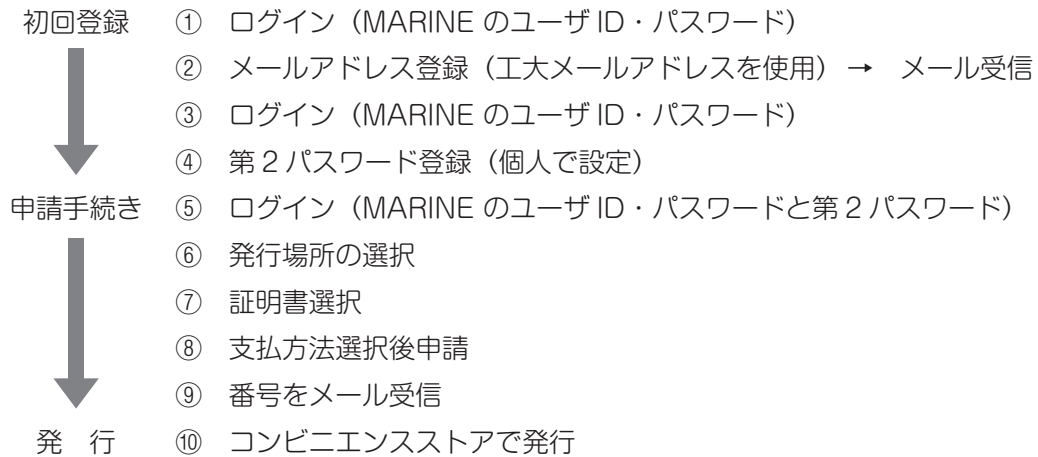 初回登録 ① ログイン（MARINE のユーザ ID・パスワード）
② メールアドレス登録（工大メールアドレスを使用）→ メール受信
③ ログイン（MARINE のユーザ ID・パスワード）
④ 第２パスワード登録（個人で設定）
申請手続き ⑤ ログイン（MARINE のユーザ ID・パスワードと第２パスワード）
⑥ 発行場所の選択
⑦ 証明書選択
⑧ 支払方法選択後申請
⑨ 番号をメール受信
発　行 ⑩ コンビニエンスストアで発行